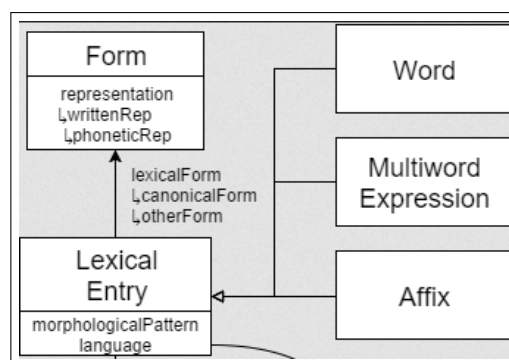 Form
representation
↳writtenRep
↳phoneticRep
lexicalForm
↳canonicalForm
↳otherForm
Lexical
Entry
morphologicalPattern
language
Word
Multiword
Expression
Affix